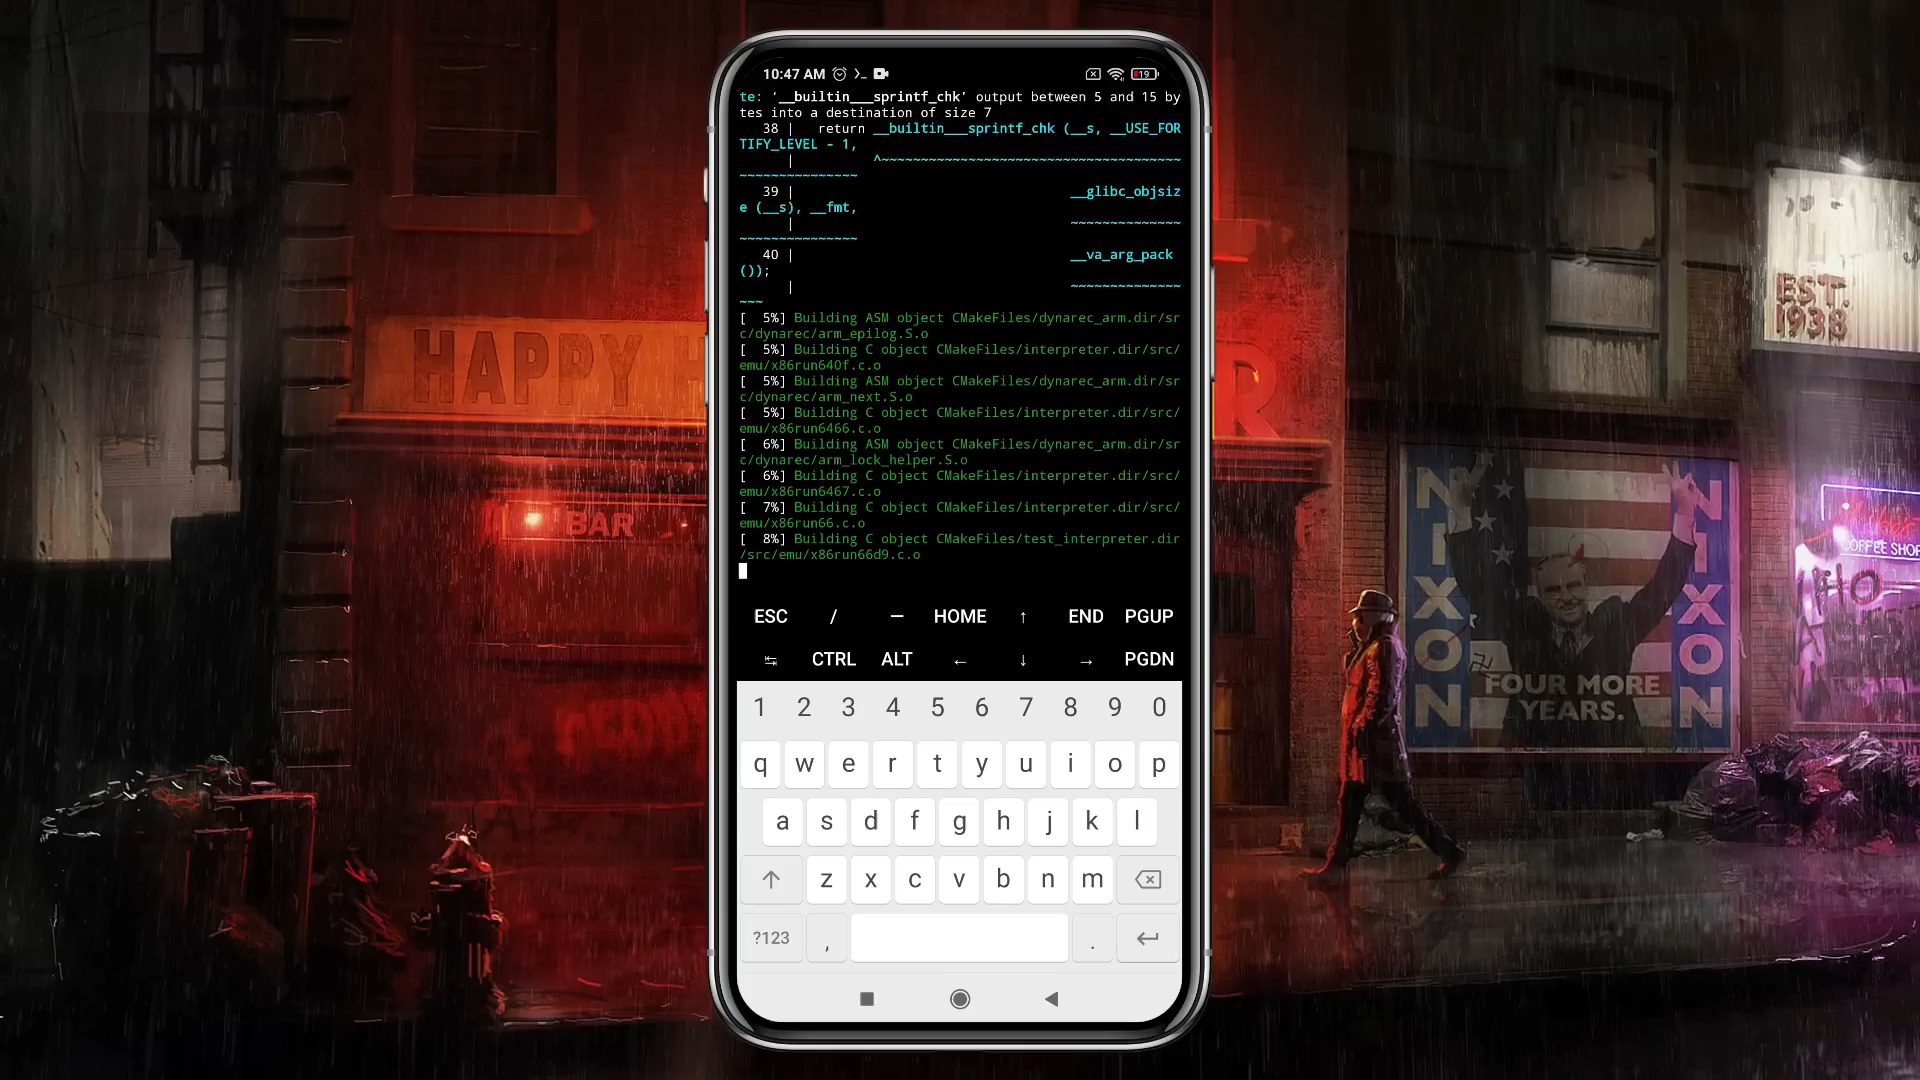 10:47 AM
19
te: ‘__builtin___sprintf_chk’ output between 5 and 15 by
tes into a destination of size 7
38 | return __builtin___sprintf_chk (__s, __USE_FOR
TIFY_LEVEL - 1,
| ^~~~~~~~~~~~~~~~~~~~~~~~~~~~~~~~~~~~~~~
~~~~~~~~~~~~~~~
39 | __glibc_objsiz
e (__s), __fmt,
| ~~~~~~~~~~~~~~
~~~~~~~~~~~~~~~
40 | __va_arg_pack
());
| ~~~~~~~~~~~~~~
~~~
[  5%] Building ASM object CMakeFiles/dynarec_arm.dir/sr
c/dynarec/arm_epilog.S.o
[  5%] Building C object CMakeFiles/interpreter.dir/src/
emu/x86run640f.c.o
[  5%] Building ASM object CMakeFiles/dynarec_arm.dir/sr
c/dynarec/arm_next.S.o
[  5%] Building C object CMakeFiles/interpreter.dir/src/
emu/x86run6466.c.o
[  6%] Building ASM object CMakeFiles/dynarec_arm.dir/sr
c/dynarec/arm_lock_helper.S.o
[  6%] Building C object CMakeFiles/interpreter.dir/src/
emu/x86run6467.c.o
[  7%] Building C object CMakeFiles/interpreter.dir/src/
emu/x86run66.c.o
[  8%] Building C object CMakeFiles/test_interpreter.dir
/src/emu/x86run66d9.c.o
ESC / — HOME ↑ END PGUP
↹ CTRL ALT ← ↓ → PGDN
1 2 3 4 5 6 7 8 9 0
q w e r t y u i o p
a s d f g h j k l
z x c v b n m
?123 , .
HAPPY H
R
BAR
EST.
1938
NIXON
NIXON
FOUR MORE
YEARS.
COFFEE SHOP